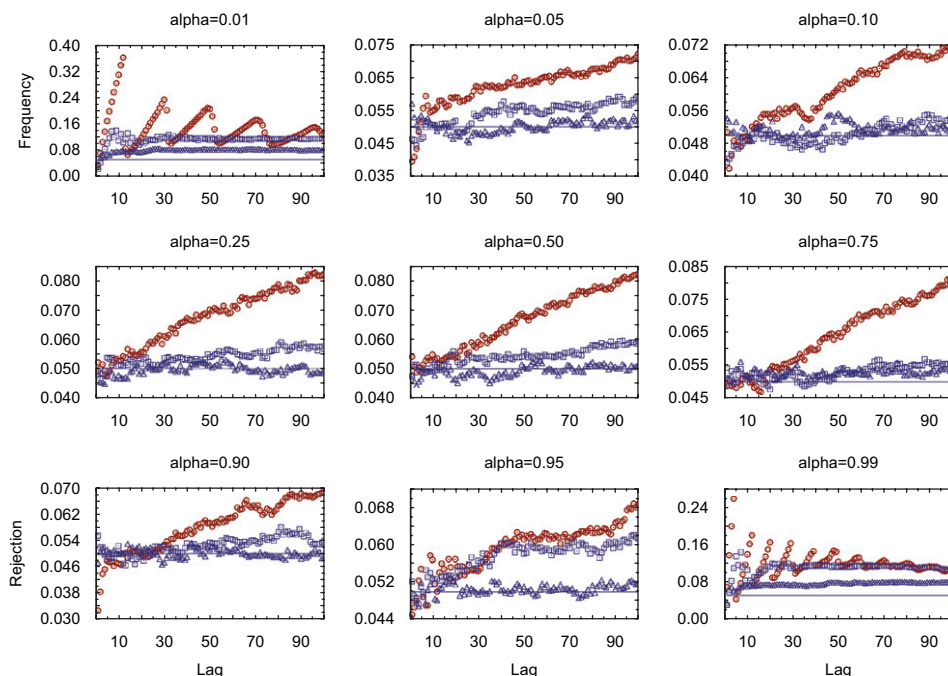 alpha=0.01 alpha=0.05 alpha=0.10
Frequency
0.40 0.075 0.072
0.32 0.065 0.064
0.24 0.055 0.056
0.16 0.045 0.048
0.08 0.035 0.040
0.00
10 30 50 70 90 10 30 50 70 90 10 30 50 70 90
alpha=0.25 alpha=0.50 alpha=0.75
0.080 0.080 0.085
0.070 0.070 0.075
0.060 0.060 0.065
0.050 0.050 0.055
0.040 0.040 0.045
10 30 50 70 90 10 30 50 70 90 10 30 50 70 90
alpha=0.90 alpha=0.95 alpha=0.99
Rejection
0.070 0.068 0.24
0.062 0.060 0.16
0.054 0.052 0.08
0.046 0.044 0.00
0.038
0.030
10 30 50 70 90 10 30 50 70 90 10 30 50 70 90
Lag Lag Lag